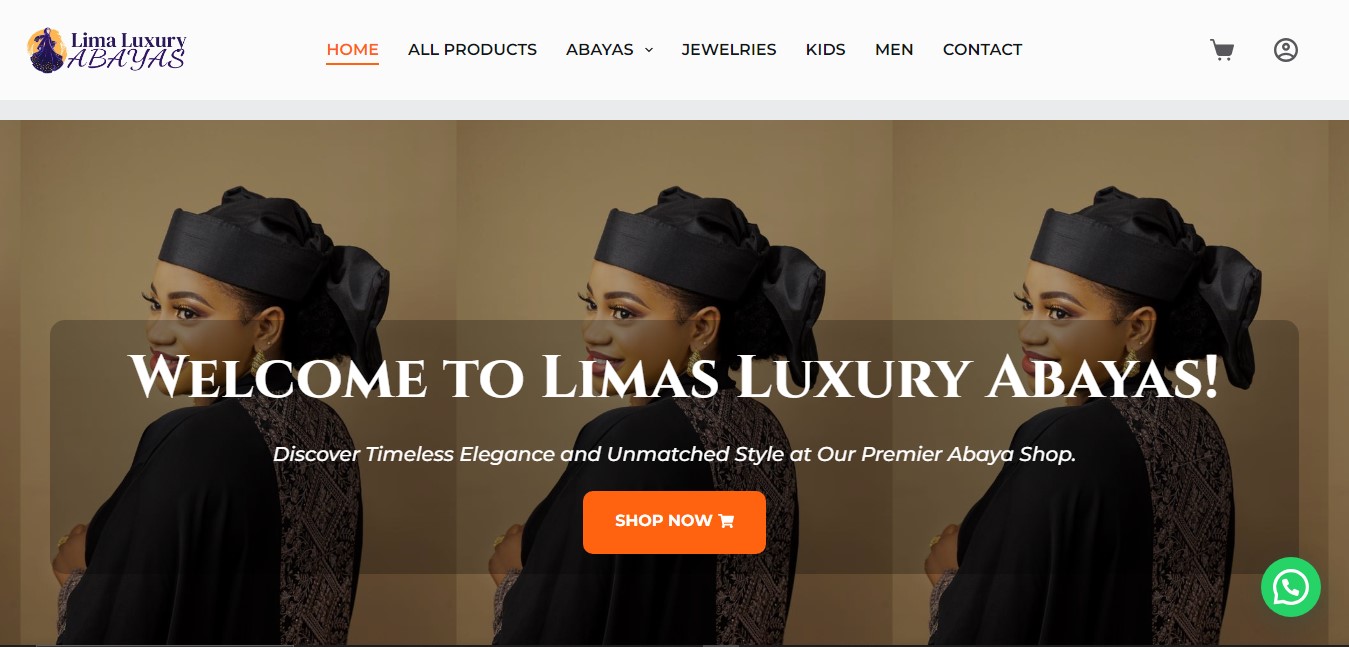 Lima Luxury
ABAYAS
HOME ALL PRODUCTS ABAYAS JEWELRIES KIDS MEN CONTACT
Welcome to Limas Luxury Abayas!
Discover Timeless Elegance and Unmatched Style at Our Premier Abaya Shop.
SHOP NOW